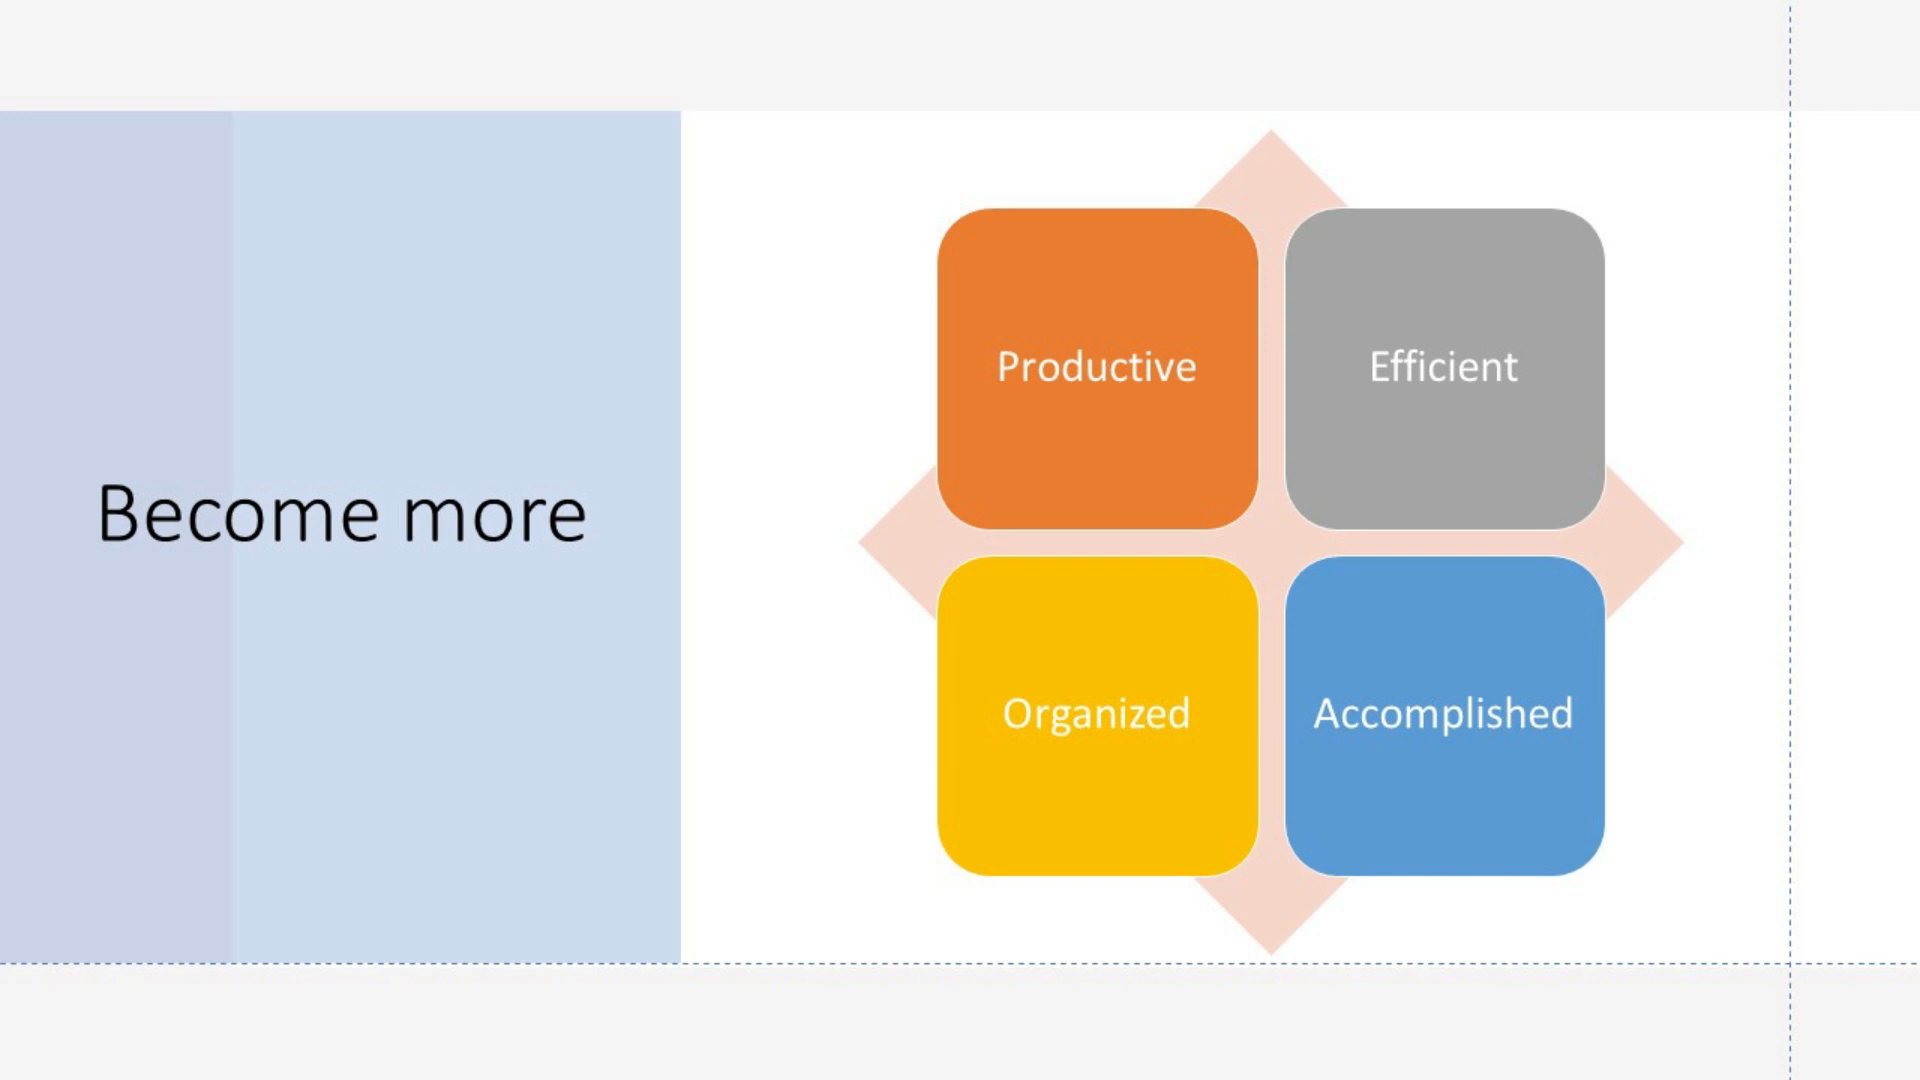 Become more
Productive
Efficient
Organized
Accomplished